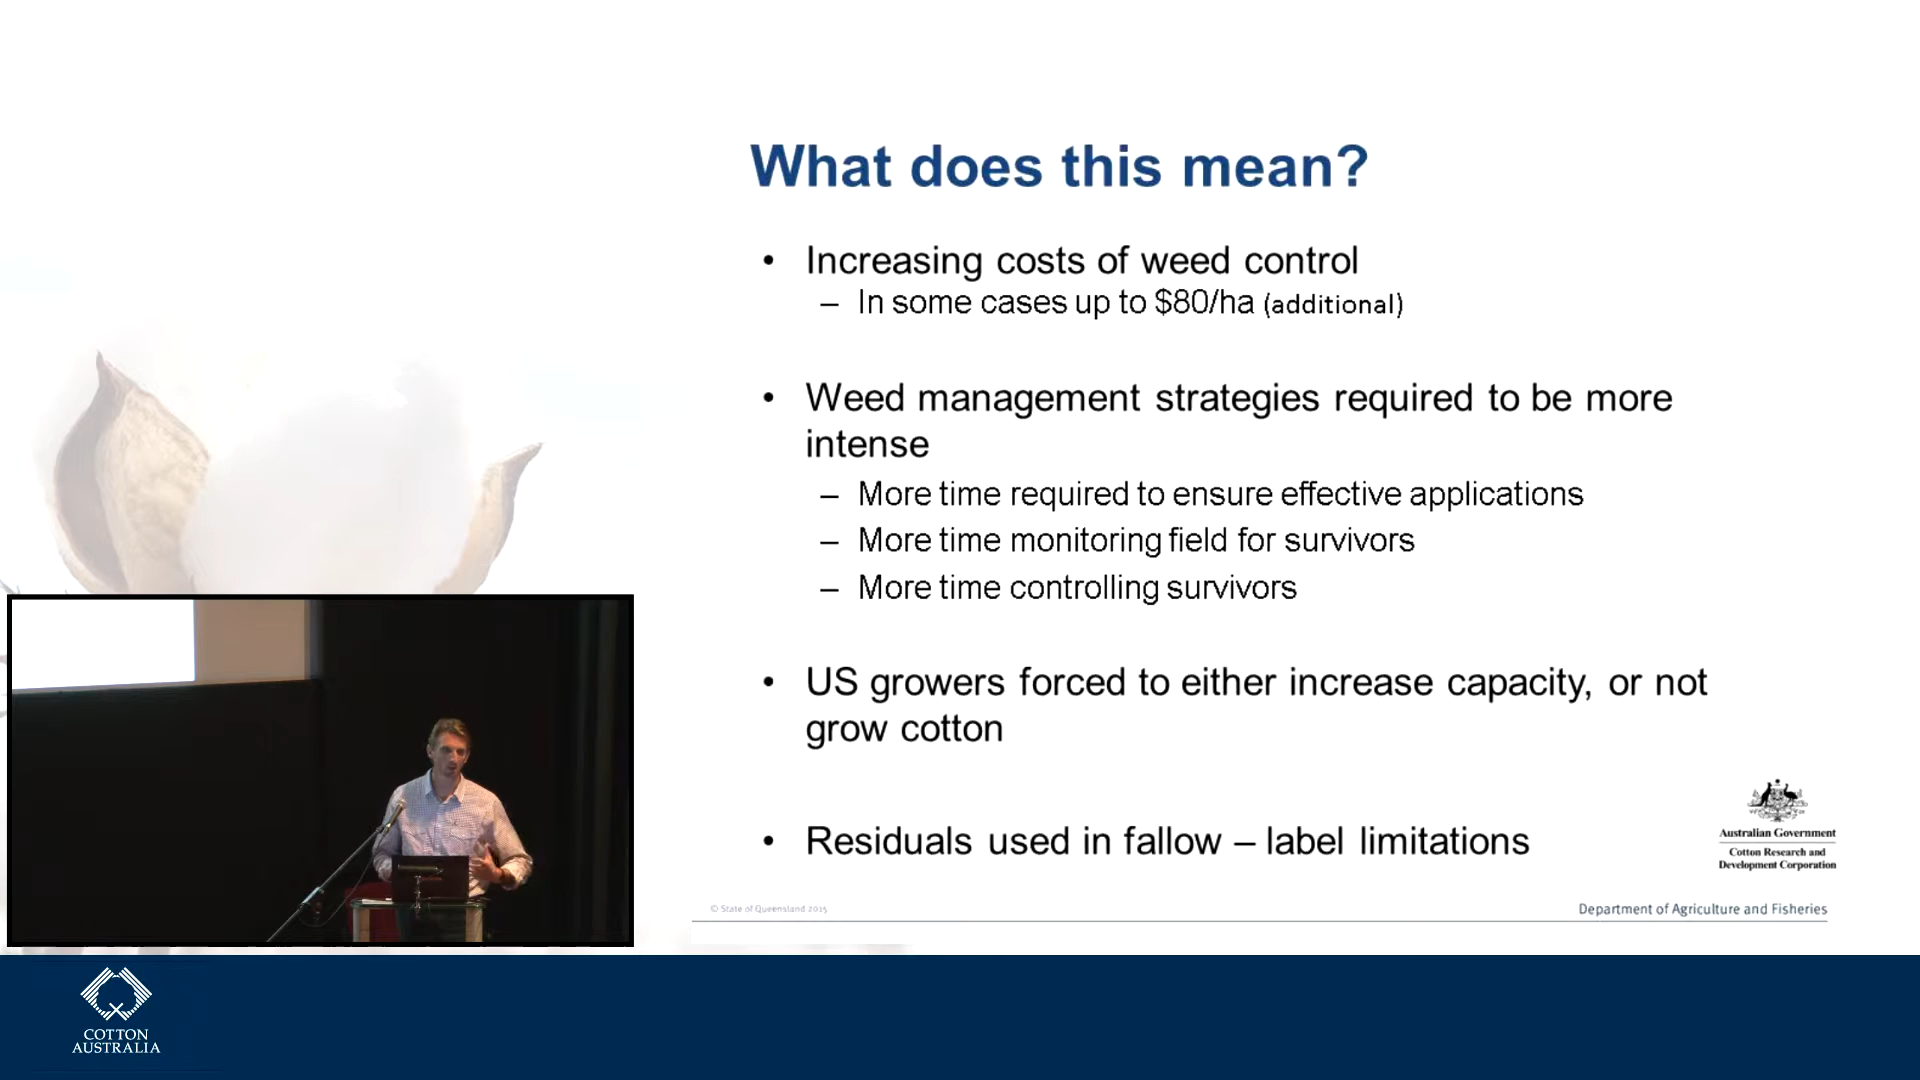 What does this mean?
• Increasing costs of weed control
– In some cases up to $80/ha (additional)
• Weed management strategies required to be more
intense
– More time required to ensure effective applications
– More time monitoring field for survivors
– More time controlling survivors
• US growers forced to either increase capacity, or not
grow cotton
• Residuals used in fallow – label limitations
Australian Government
Cotton Research and
Development Corporation
© State of Queensland 2015
Department of Agriculture and Fisheries
COTTON
AUSTRALIA